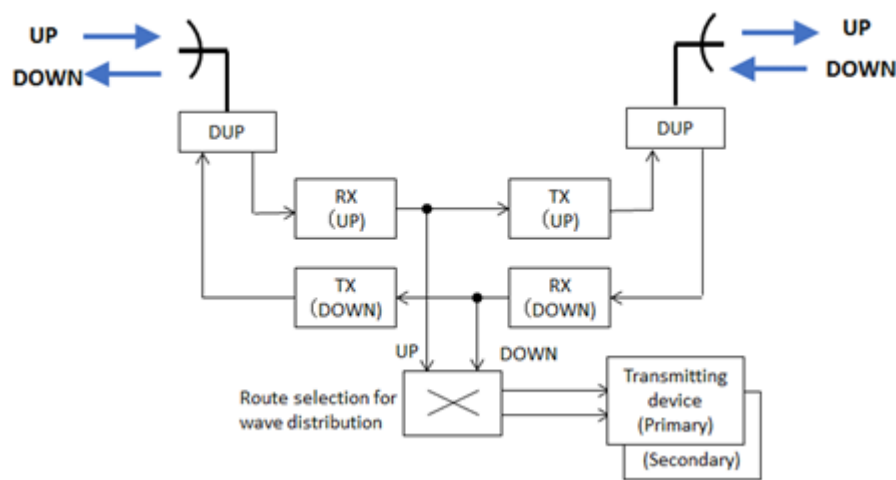 UP
DOWN
UP
DOWN
DUP
DUP
RX
(UP)
TX
(UP)
TX
(DOWN)
RX
(DOWN)
UP
DOWN
Route selection for
wave distribution
Transmitting
device
(Primary)
(Secondary)